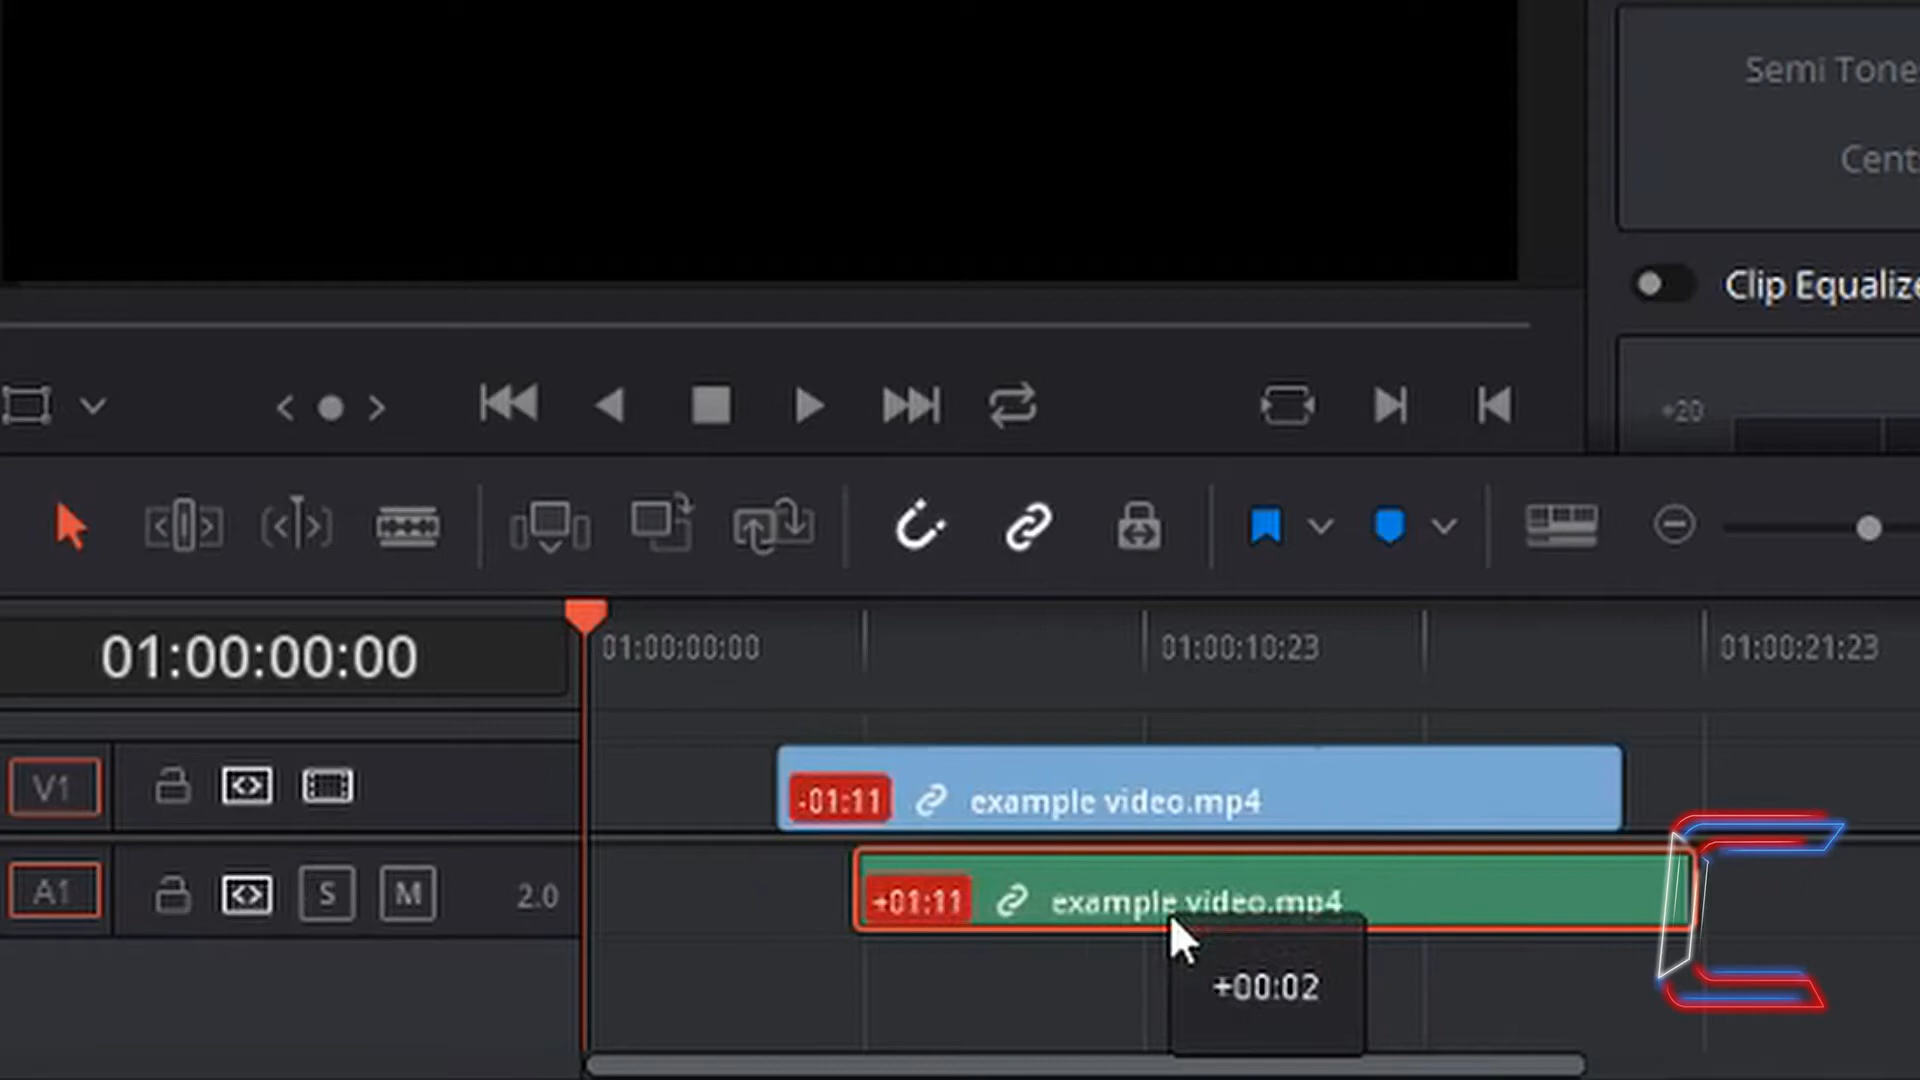 Semi Tone
Cent
Clip Equalize
+20
01:00:00:00
01:00:00:00
01:00:10:23
01:00:21:23
V1
-01:11
example video.mp4
A1
S
M
2.0
+01:11
example video.mp4
+00:02